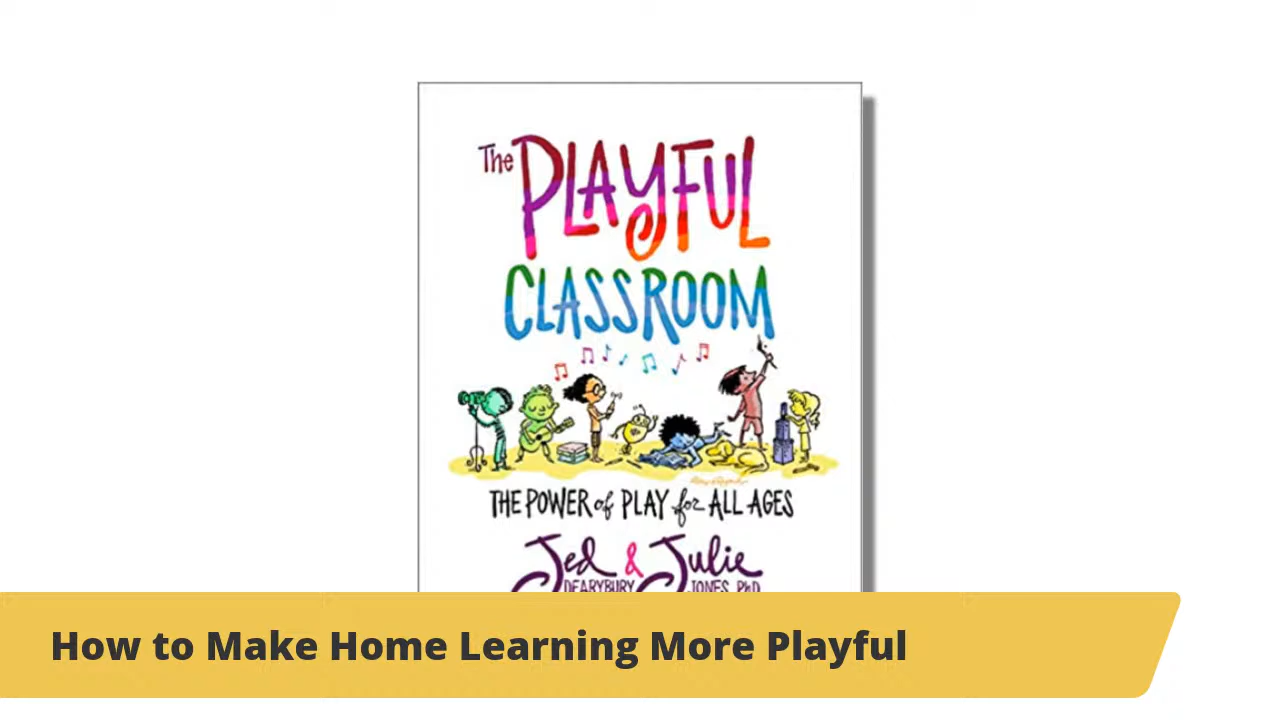 The PLAYFUL
CLASSROOM
THE POWER of PLAY for ALL AGES
Jed & Julie
DEARYBURY JONES, PhD
How to Make Home Learning More Playful